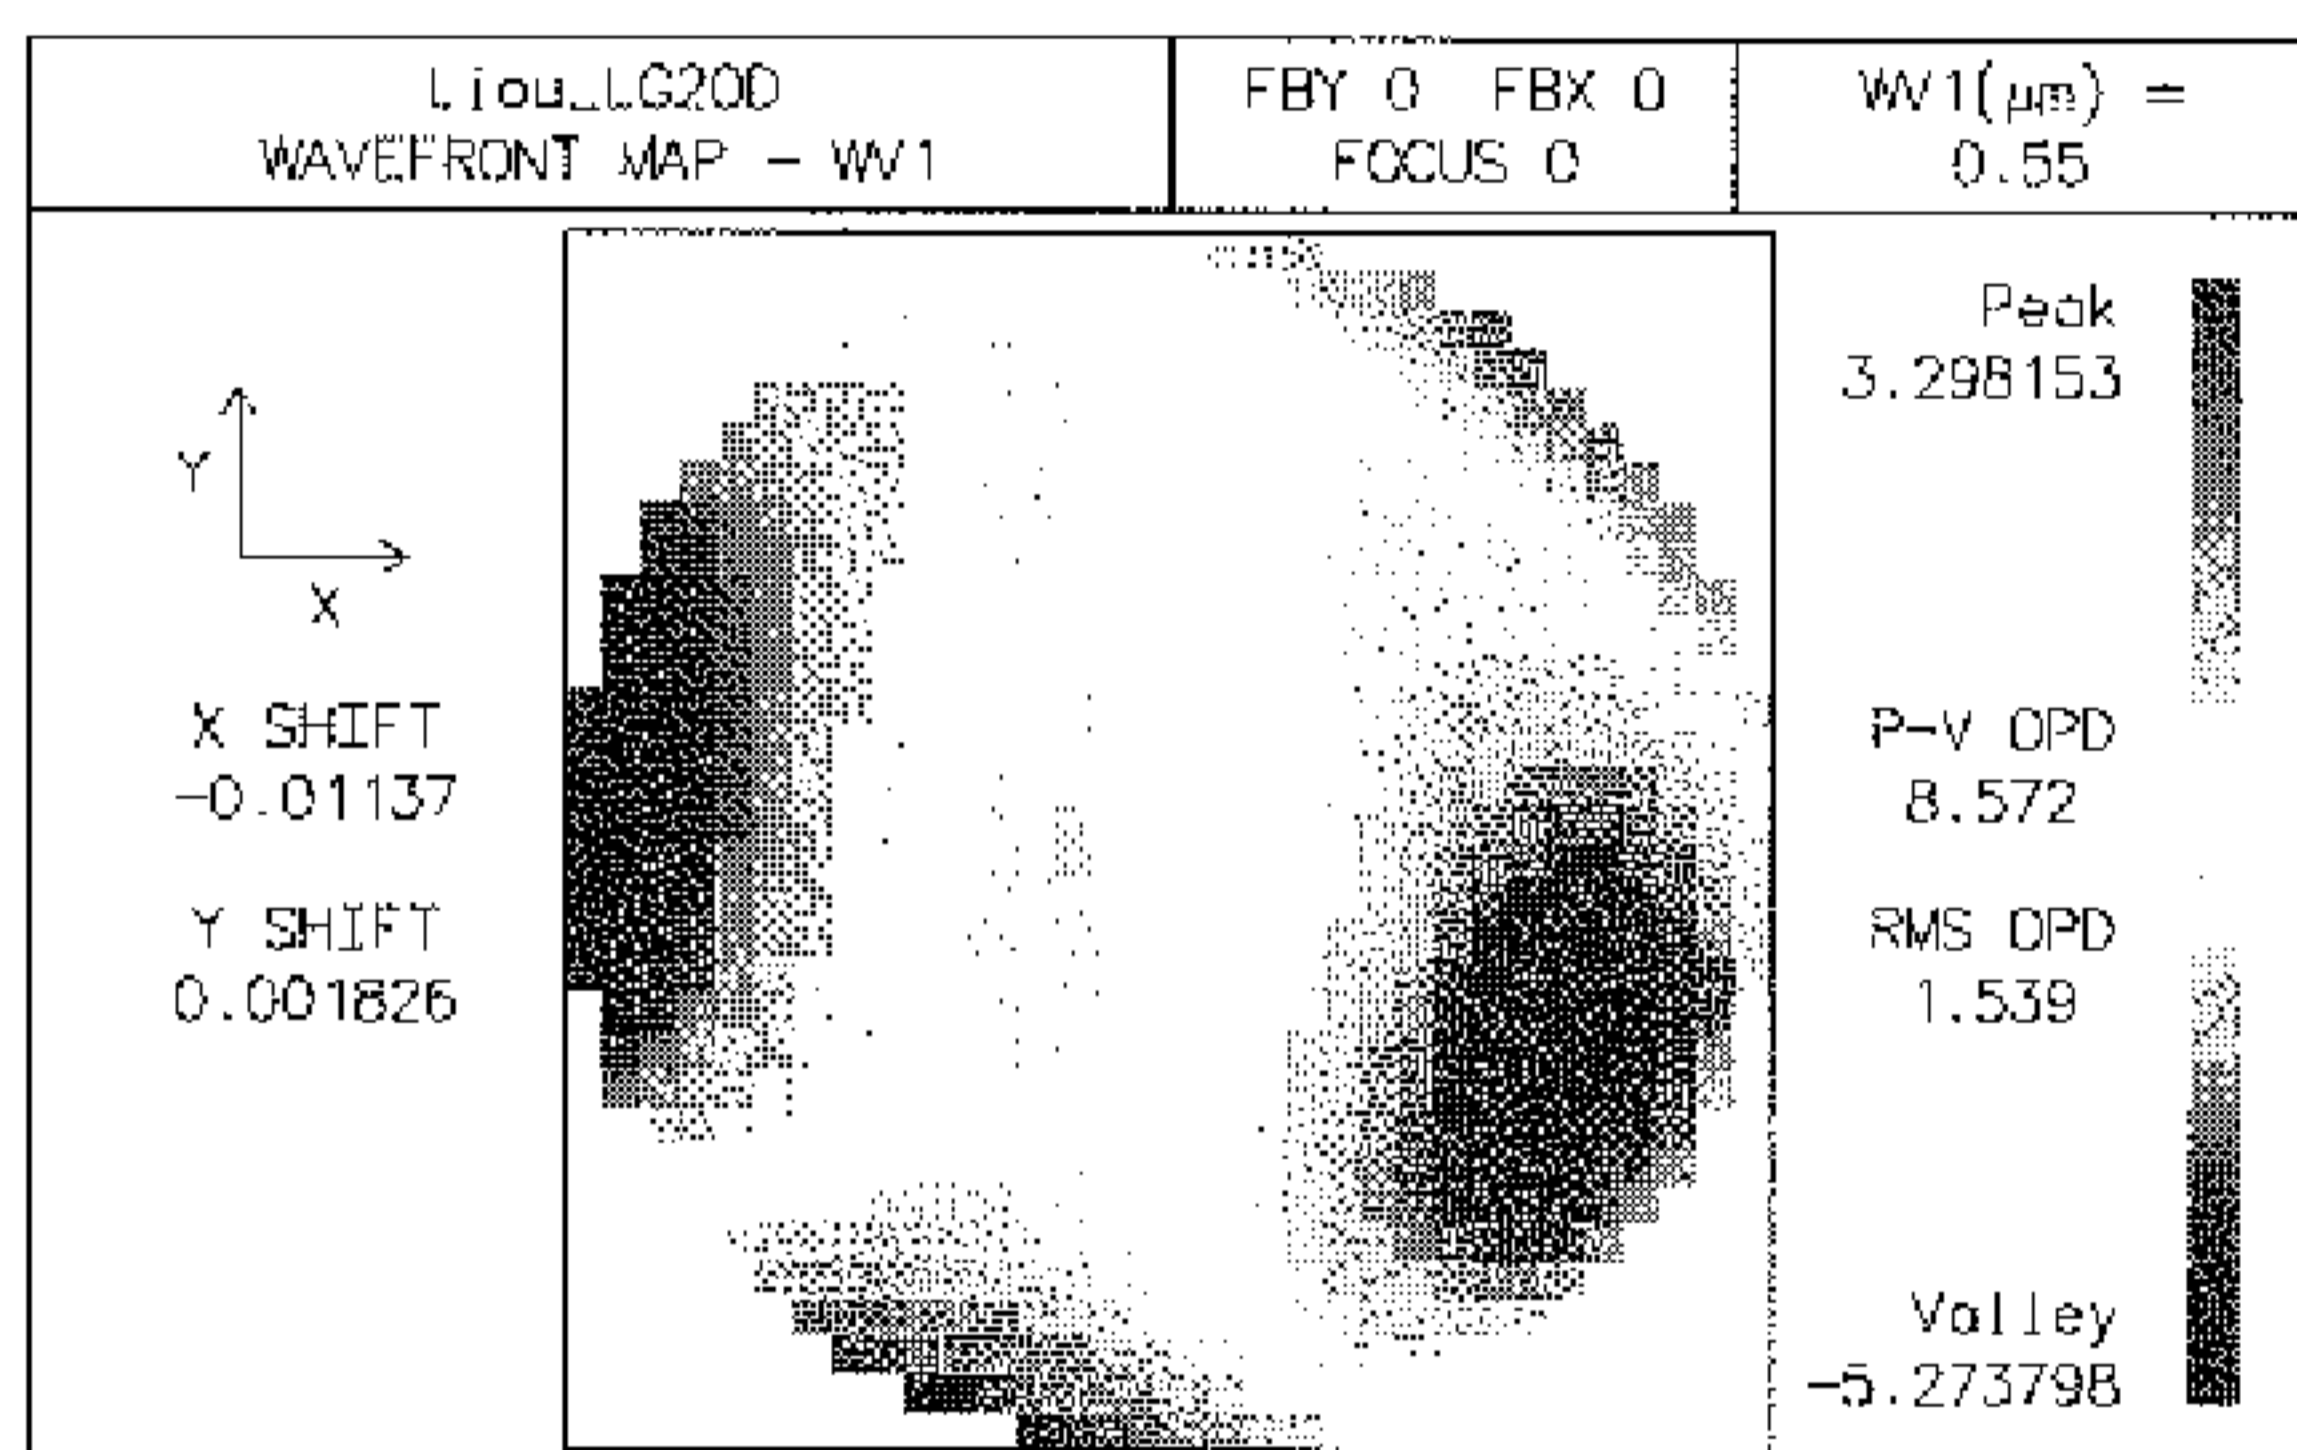 Liou_LG20D
WAVEFRONT MAP - WV1
FBY 0 FBX 0
FOCUS 0
WV1(μm) =
0.55
Y
X
X SHIFT
-0.01137
Y SHIFT
0.001826
Peak
3.298153
P-V OPD
8.572
RMS OPD
1.539
Valley
-5.273798